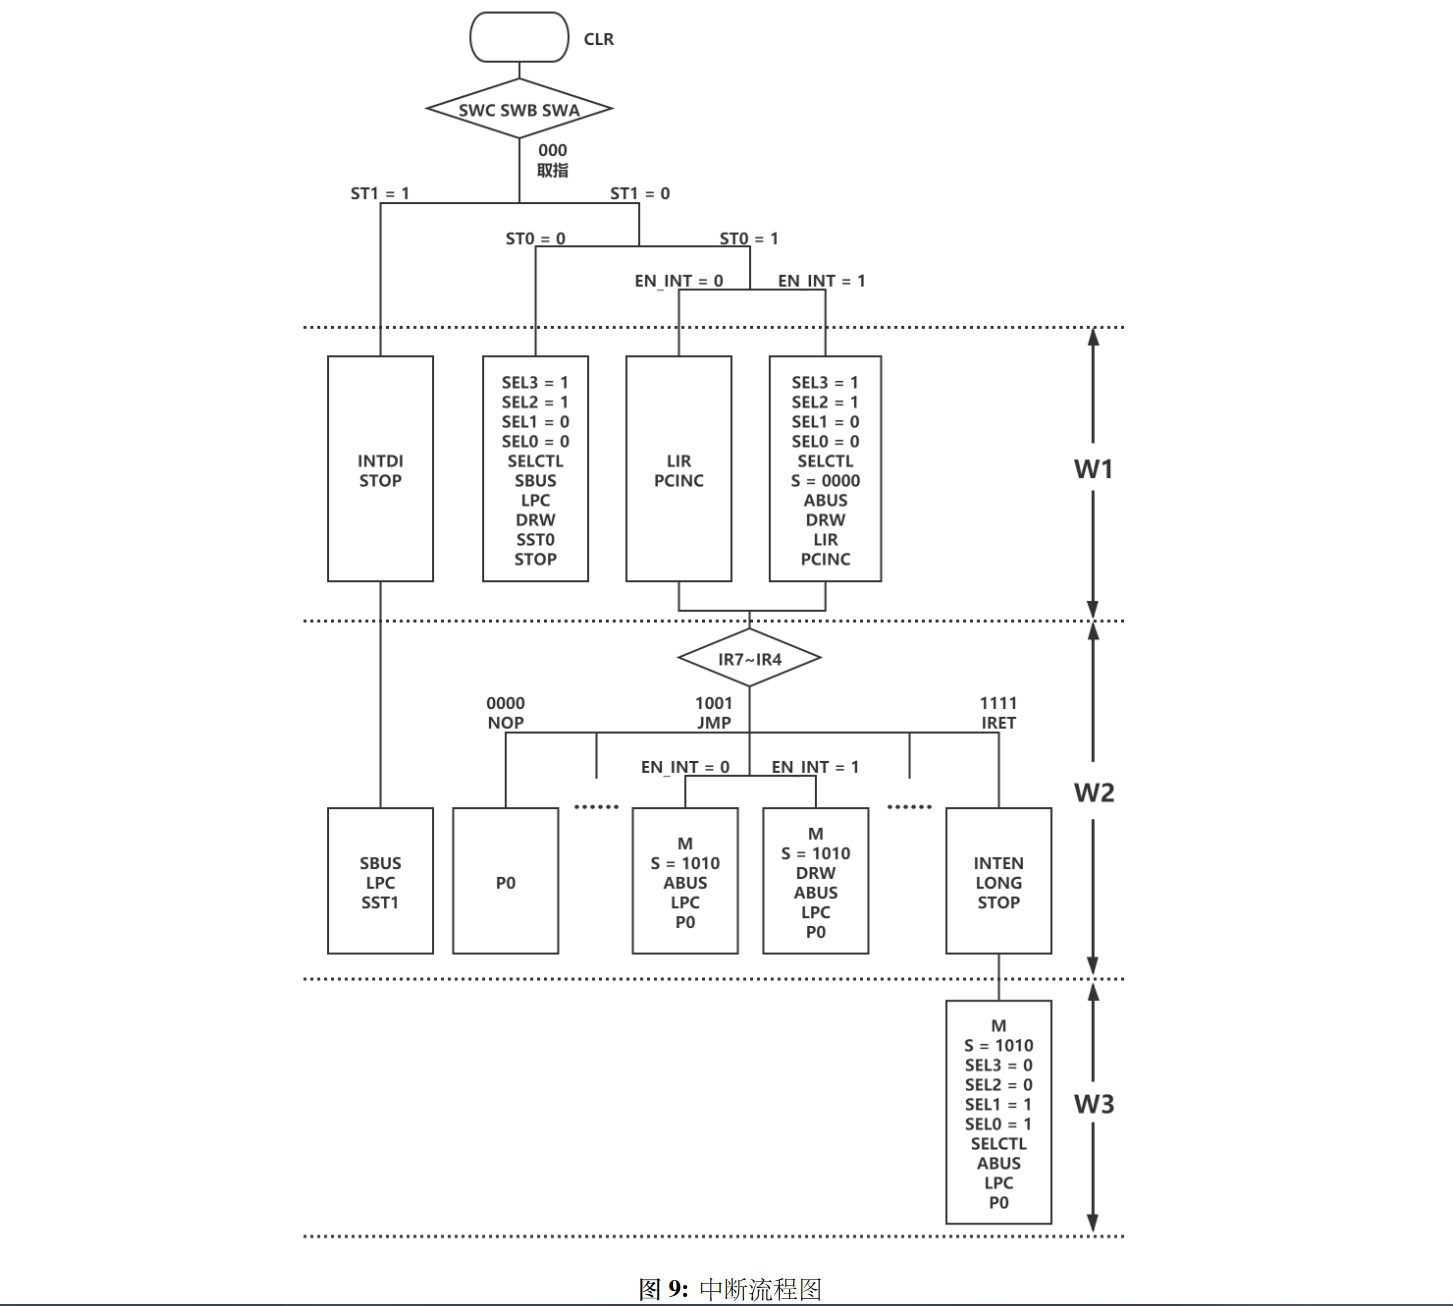 CLR
SWC SWB SWA
000
取指
ST1 = 1
ST1 = 0
ST0 = 0
ST0 = 1
EN_INT = 0
EN_INT = 1
INTDI
STOP
SEL3 = 1
SEL2 = 1
SEL1 = 0
SEL0 = 0
SELCTL
SBUS
LPC
DRW
SST0
STOP
LIR
PCINC
SEL3 = 1
SEL2 = 1
SEL1 = 0
SEL0 = 0
SELCTL
S = 0000
ABUS
DRW
LIR
PCINC
W1
IR7~IR4
0000
NOP
1001
JMP
1111
IRET
EN_INT = 0
EN_INT = 1
......
......
SBUS
LPC
SST1
P0
M
S = 1010
ABUS
LPC
P0
M
S = 1010
DRW
ABUS
LPC
P0
INTEN
LONG
STOP
W2
M
S = 1010
SEL3 = 0
SEL2 = 0
SEL1 = 1
SEL0 = 1
SELCTL
ABUS
LPC
P0
W3
图 9: 中断流程图